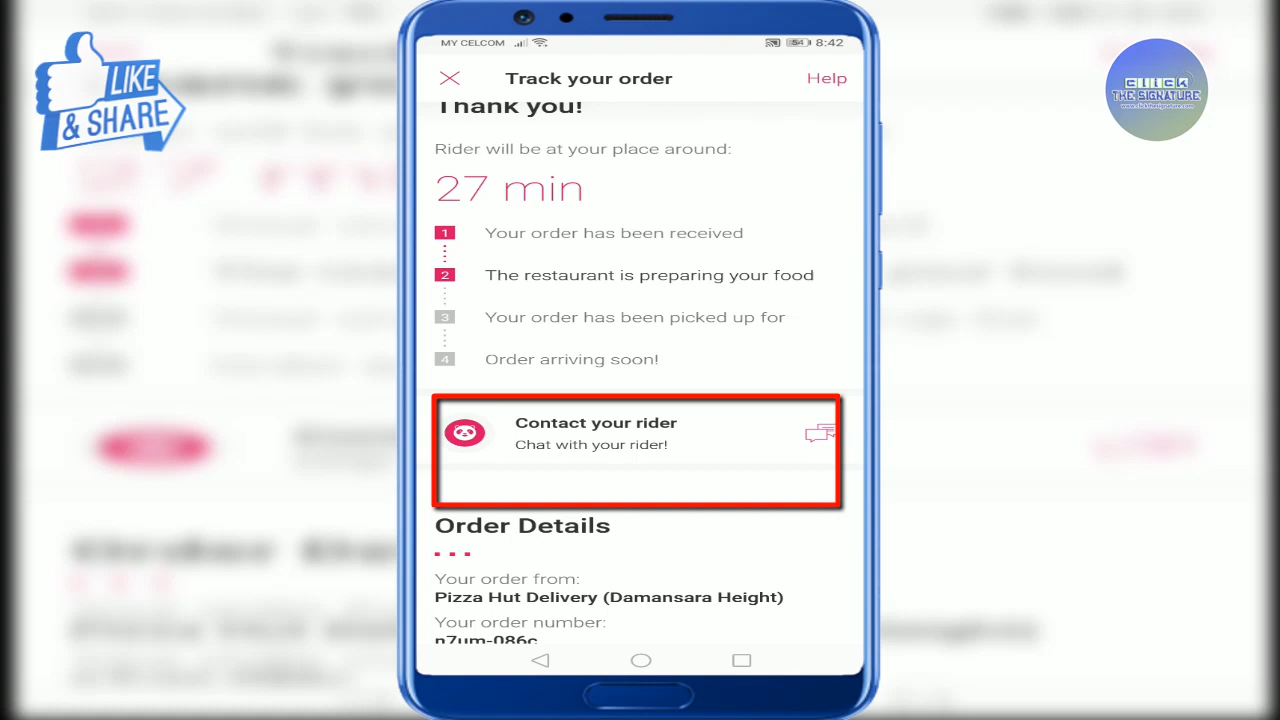 MY CELCOM
54
8:42
Track your order
Help
Thank you!
Rider will be at your place around:
27 min
1 Your order has been received
2 The restaurant is preparing your food
3 Your order has been picked up for
4 Order arriving soon!
Contact your rider
Chat with your rider!
Order Details
Your order from:
Pizza Hut Delivery (Damansara Height)
Your order number:
n7um-086c
LIKE
& SHARE
CLICK
THE SIGNATURE
www.clickthesignature.com